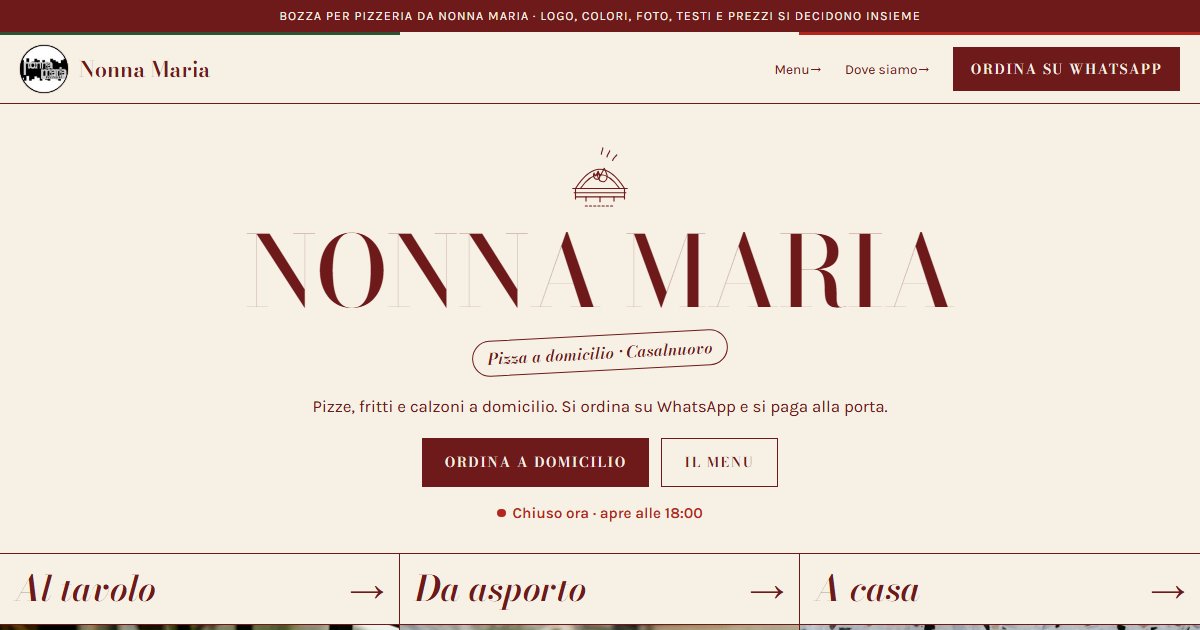 BOZZA PER PIZZERIA DA NONNA MARIA · LOGO, COLORI, FOTO, TESTI E PREZZI SI DECIDONO INSIEME
Nonna Maria
Menu→
Dove siamo→
ORDINA SU WHATSAPP
NONNA MARIA
Pizza a domicilio · Casalnuovo
Pizze, fritti e calzoni a domicilio. Si ordina su WhatsApp e si paga alla porta.
ORDINA A DOMICILIO
IL MENU
Chiuso ora · apre alle 18:00
Al tavolo →
Da asporto →
A casa →